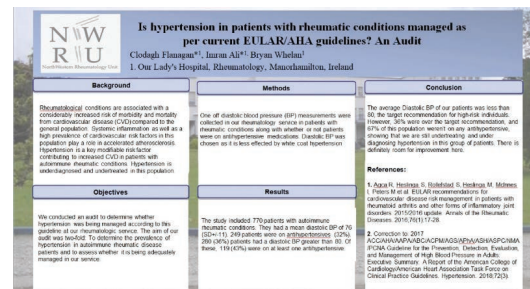 N W
R U
North Western Rheumatology Unit
Is hypertension in patients with rheumatic conditions managed as
per current EULAR/AHA guidelines? An Audit
Clodagh Flanagan*¹, Imran Ali*¹, Bryan Whelan¹
1. Our Lady's Hospital, Rheumatology, Manorhamilton, Ireland
Background
Rheumatological conditions are associated with a
considerably increased risk of morbidity and mortality
from cardiovascular disease (CVD) compared to the
general population. Systemic inflammation as well as a
high prevalence of cardiovascular risk factors in this
population play a role in accelerated atherosclerosis.
Hypertension is a key modifiable risk factor
contributing to increased CVD in patients with
autoimmune rheumatic conditions. Hypertension is
underdiagnosed and undertreated in this population
Objectives
We conducted an audit to determine whether
hypertension was being managed according to this
guideline at our rheumatologic service. The aim of our
audit was two-fold: To determine the prevalence of
hypertension in autoimmune rheumatic disease
patients and to assess whether it is being adequately
managed in our service.
Methods
One off diastolic blood pressure (BP) measurements were
collected in our rheumatology service in patients with
rheumatic conditions along with whether or not patients
were on antihypertensive medications. Diastolic BP was
chosen as it is less effected by white coat hypertension
Results
The study included 770 patients with autoimmune
rheumatic conditions. They had a mean diastolic BP of 76
(SD+/-11). 249 patients were on antihypertensives (32%).
280 (36%) patients had a diastolic BP greater than 80. Of
these, 119 (43%) were on at least one antihypertensive.
Conclusion
The average Diastolic BP of our patients was less than
80, the target recommendation for high-risk individuals.
However, 36% were over the target recommendation, and
67% of this population weren't on any antihypertensive,
showing that we are still undertreating and under
diagnosing hypertension in this group of patients. There is
definitely room for improvement here.
References:
1. Agca R, Heslinga S, Rollefstad S, Heslinga M, McInnes
I, Peters M et al. EULAR recommendations for
cardiovascular disease risk management in patients with
rheumatoid arthritis and other forms of inflammatory joint
disorders: 2015/2016 update. Annals of the Rheumatic
Diseases. 2016;76(1):17-28.
2. Correction to: 2017
ACC/AHA/AAPA/ABC/ACPM/AGS/APhA/ASH/ASPC/NMA
/PCNA Guideline for the Prevention, Detection, Evaluation,
and Management of High Blood Pressure in Adults:
Executive Summary: A Report of the American College of
Cardiology/American Heart Association Task Force on
Clinical Practice Guidelines. Hypertension. 2018;72(3).